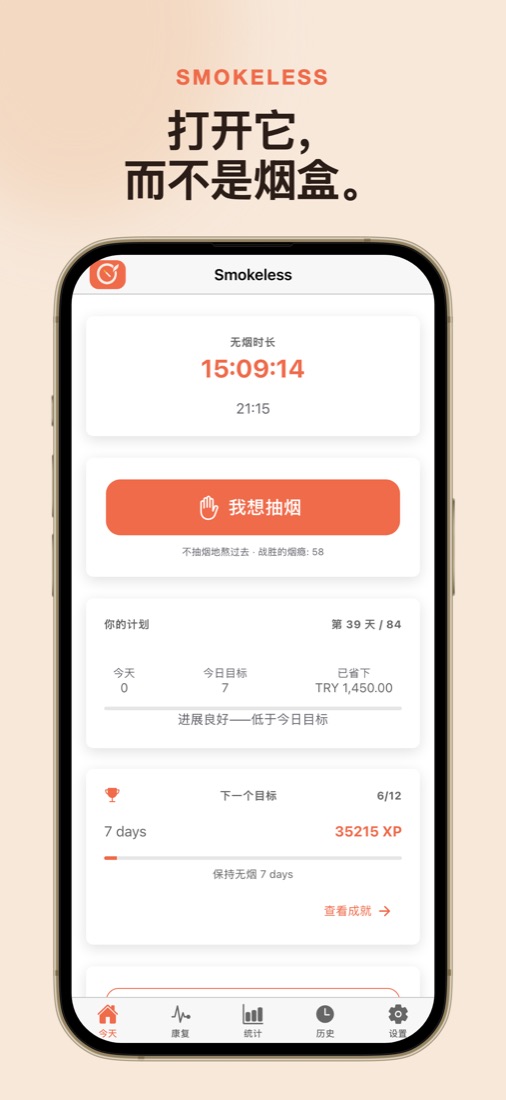 SMOKELESS
打开它，
而不是烟盒。
Smokeless
无烟时长
15:09:14
21:15
我想抽烟
不抽烟地熬过去 · 战胜的烟瘾: 58
你的计划
第 39 天 / 84
今天
今日目标
已省下
0
7
TRY 1,450.00
进展良好——低于今日目标
下一个目标
6/12
7 days
35215 XP
保持无烟 7 days
查看成就
今天
康复
统计
历史
设置